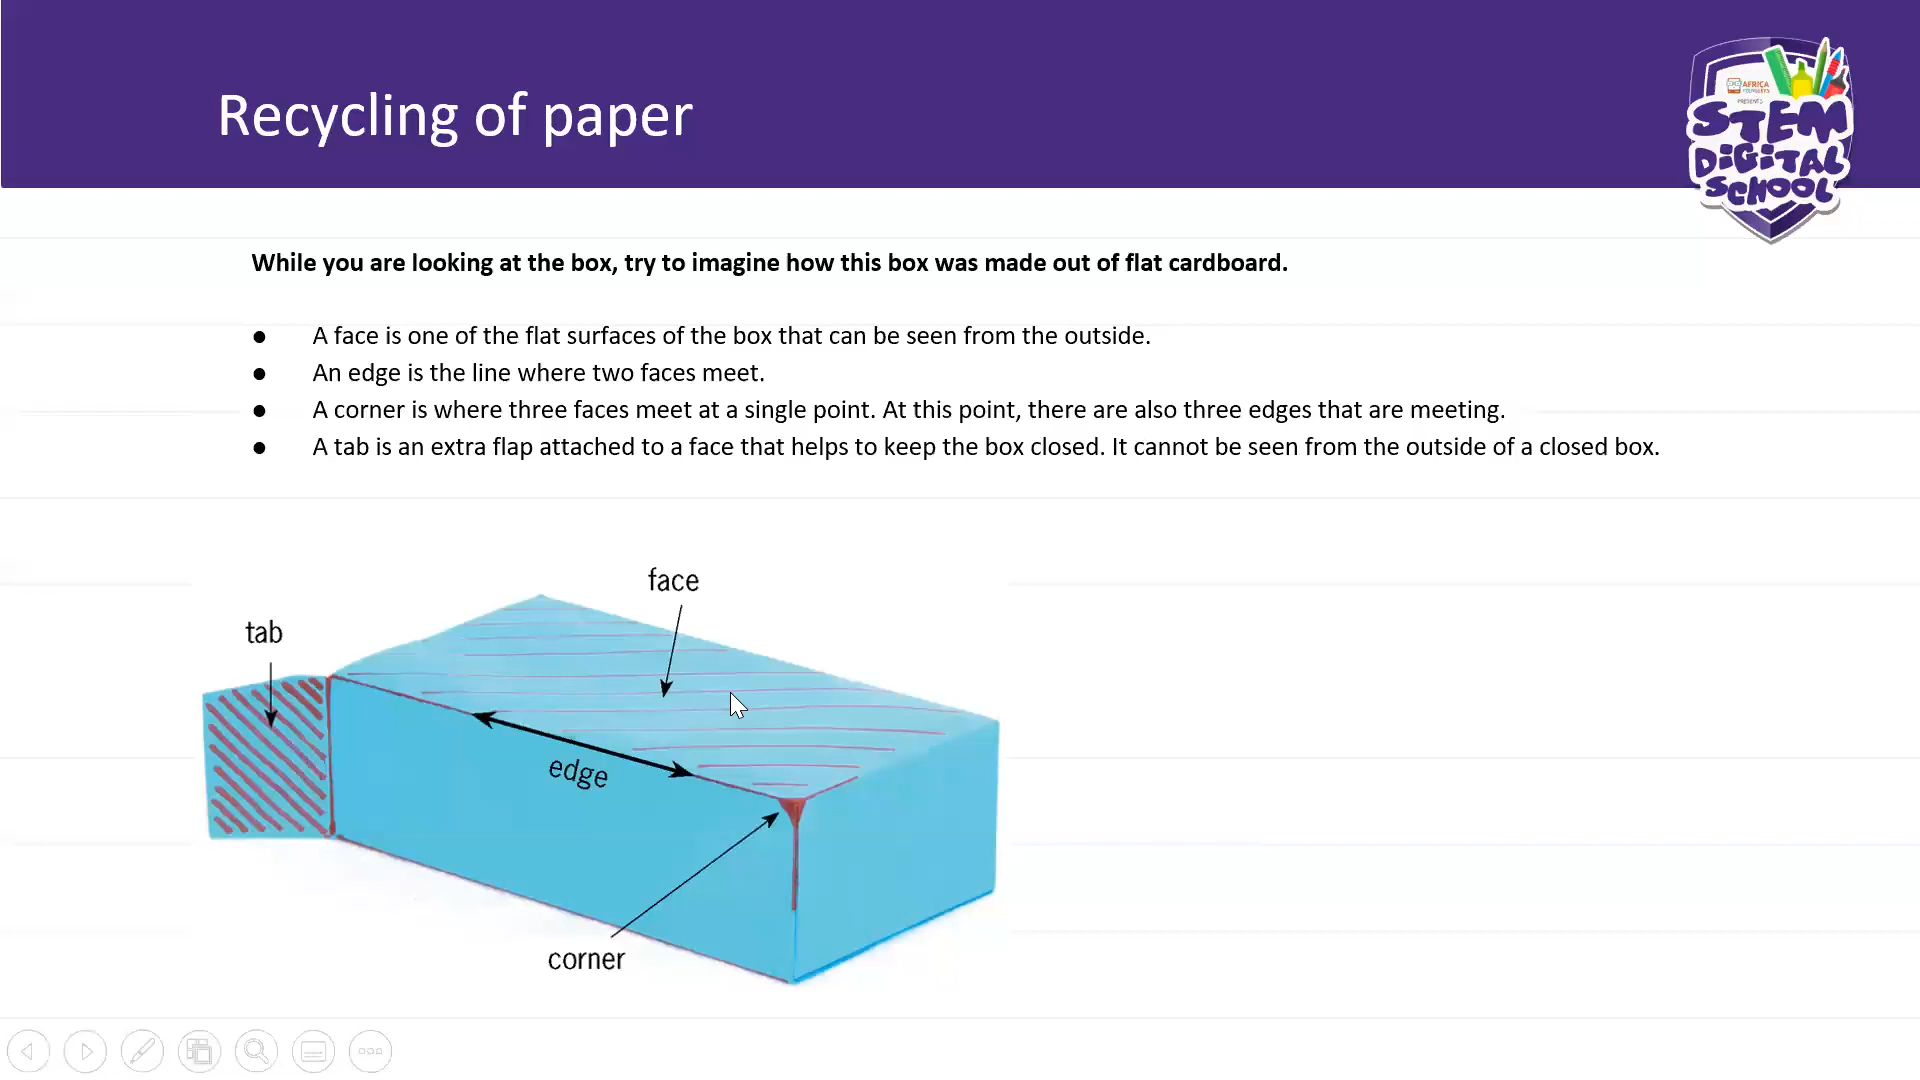 Recycling of paper
AFRICA
PRESENTS
STEM
DIGITAL
SCHOOL
While you are looking at the box, try to imagine how this box was made out of flat cardboard.
● A face is one of the flat surfaces of the box that can be seen from the outside.
● An edge is the line where two faces meet.
● A corner is where three faces meet at a single point. At this point, there are also three edges that are meeting.
● A tab is an extra flap attached to a face that helps to keep the box closed. It cannot be seen from the outside of a closed box.
face
tab
edge
corner